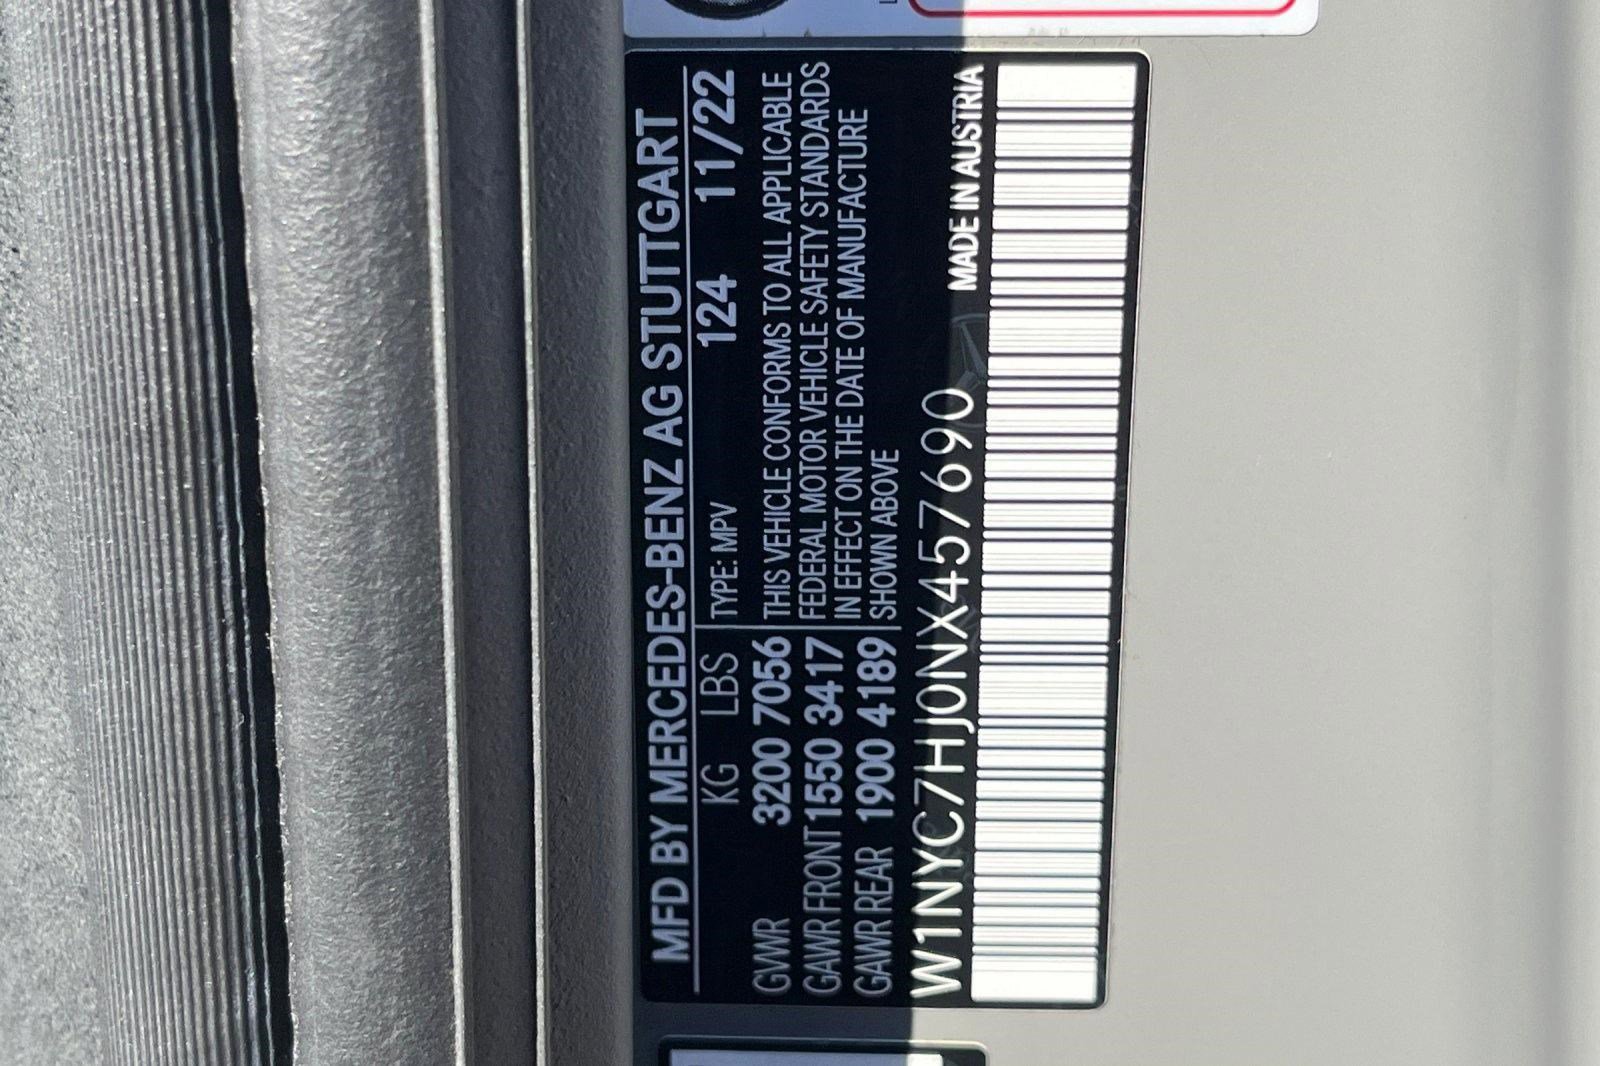 MFD BY MERCEDES-BENZ AG STUTTGART
KG LBS TYPE: MPV 124 11/22
GVWR 3200 7056
GAWR FRONT 1550 3417
GAWR REAR 1900 4189
THIS VEHICLE CONFORMS TO ALL APPLICABLE
FEDERAL MOTOR VEHICLE SAFETY STANDARDS
IN EFFECT ON THE DATE OF MANUFACTURE
SHOWN ABOVE
W1NYC7HJ0NX457690
MADE IN AUSTRIA